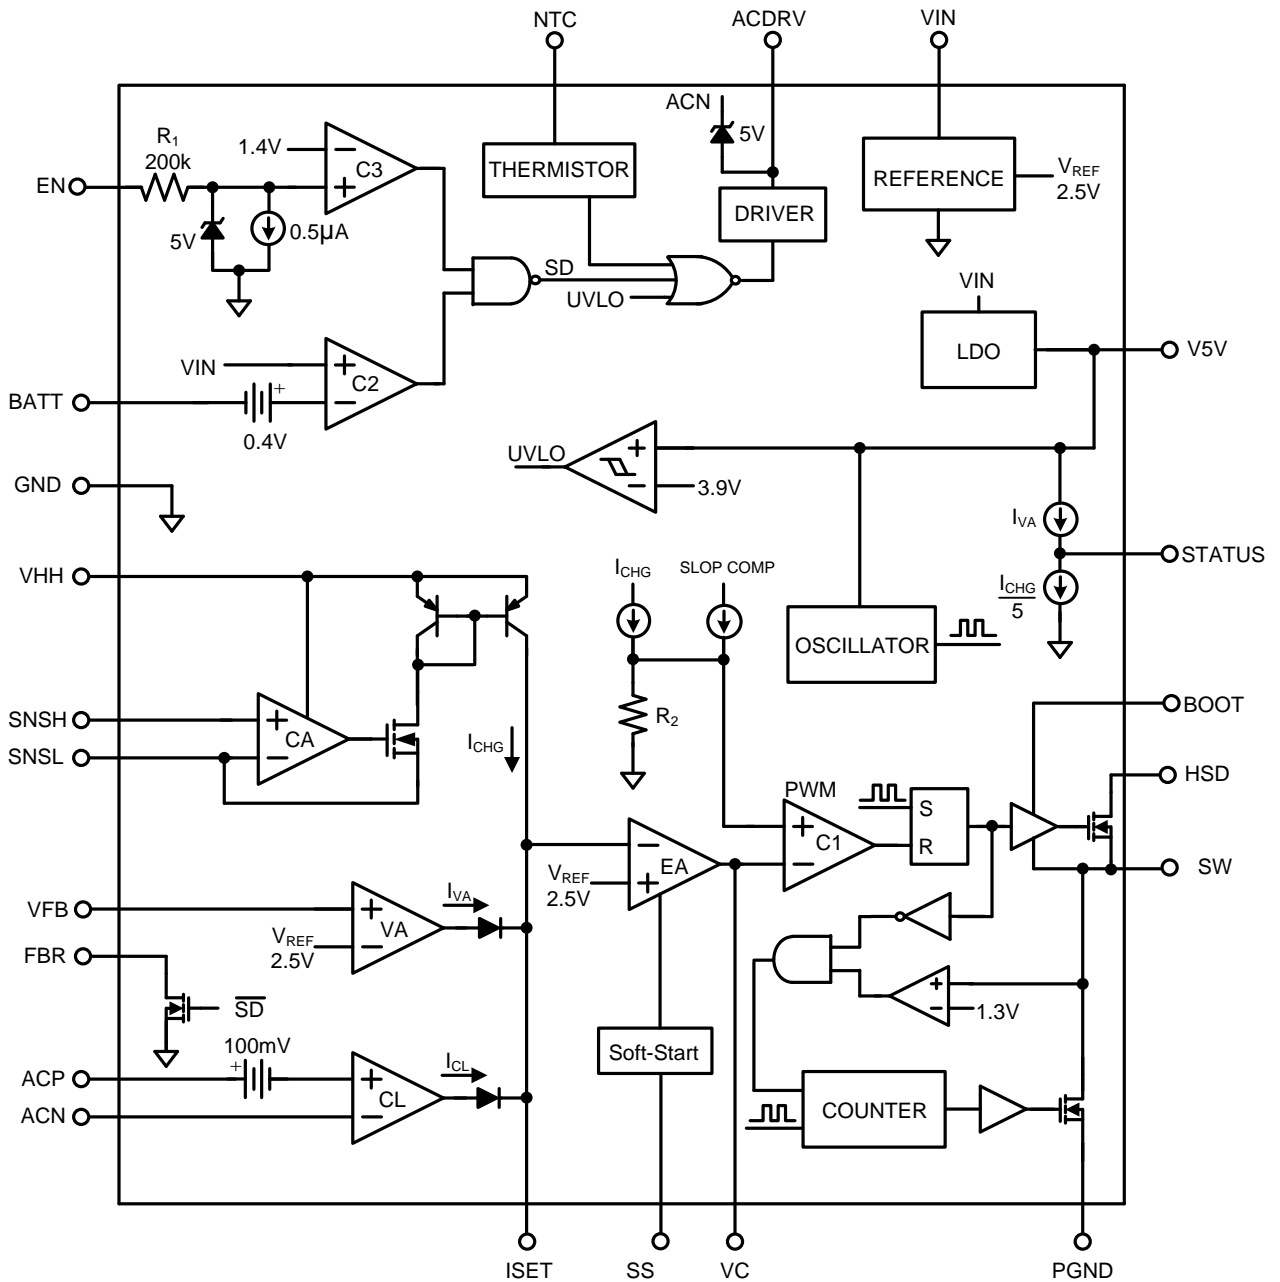 NTC
ACDRV
VIN
ACN
5V
R1
200k
1.4V
C3
THERMISTOR
REFERENCE
VREF
2.5V
EN
DRIVER
5V
0.5µA
SD
UVLO
VIN
LDO
V5V
VIN
C2
BATT
+
0.4V
UVLO
3.9V
GND
IVA
STATUS
VHH
ICHG
SLOP COMP
ICHG
5
OSCILLATOR
SNSH
CA
SNSL
ICHG
R2
BOOT
HSD
PWM
S
C1
R
EA
VREF
2.5V
SW
VFB
IVA
VA
VREF
2.5V
FBR
SD
1.3V
100mV
+
Soft-Start
ACP
ICL
CL
ACN
COUNTER
ISET
SS
VC
PGND